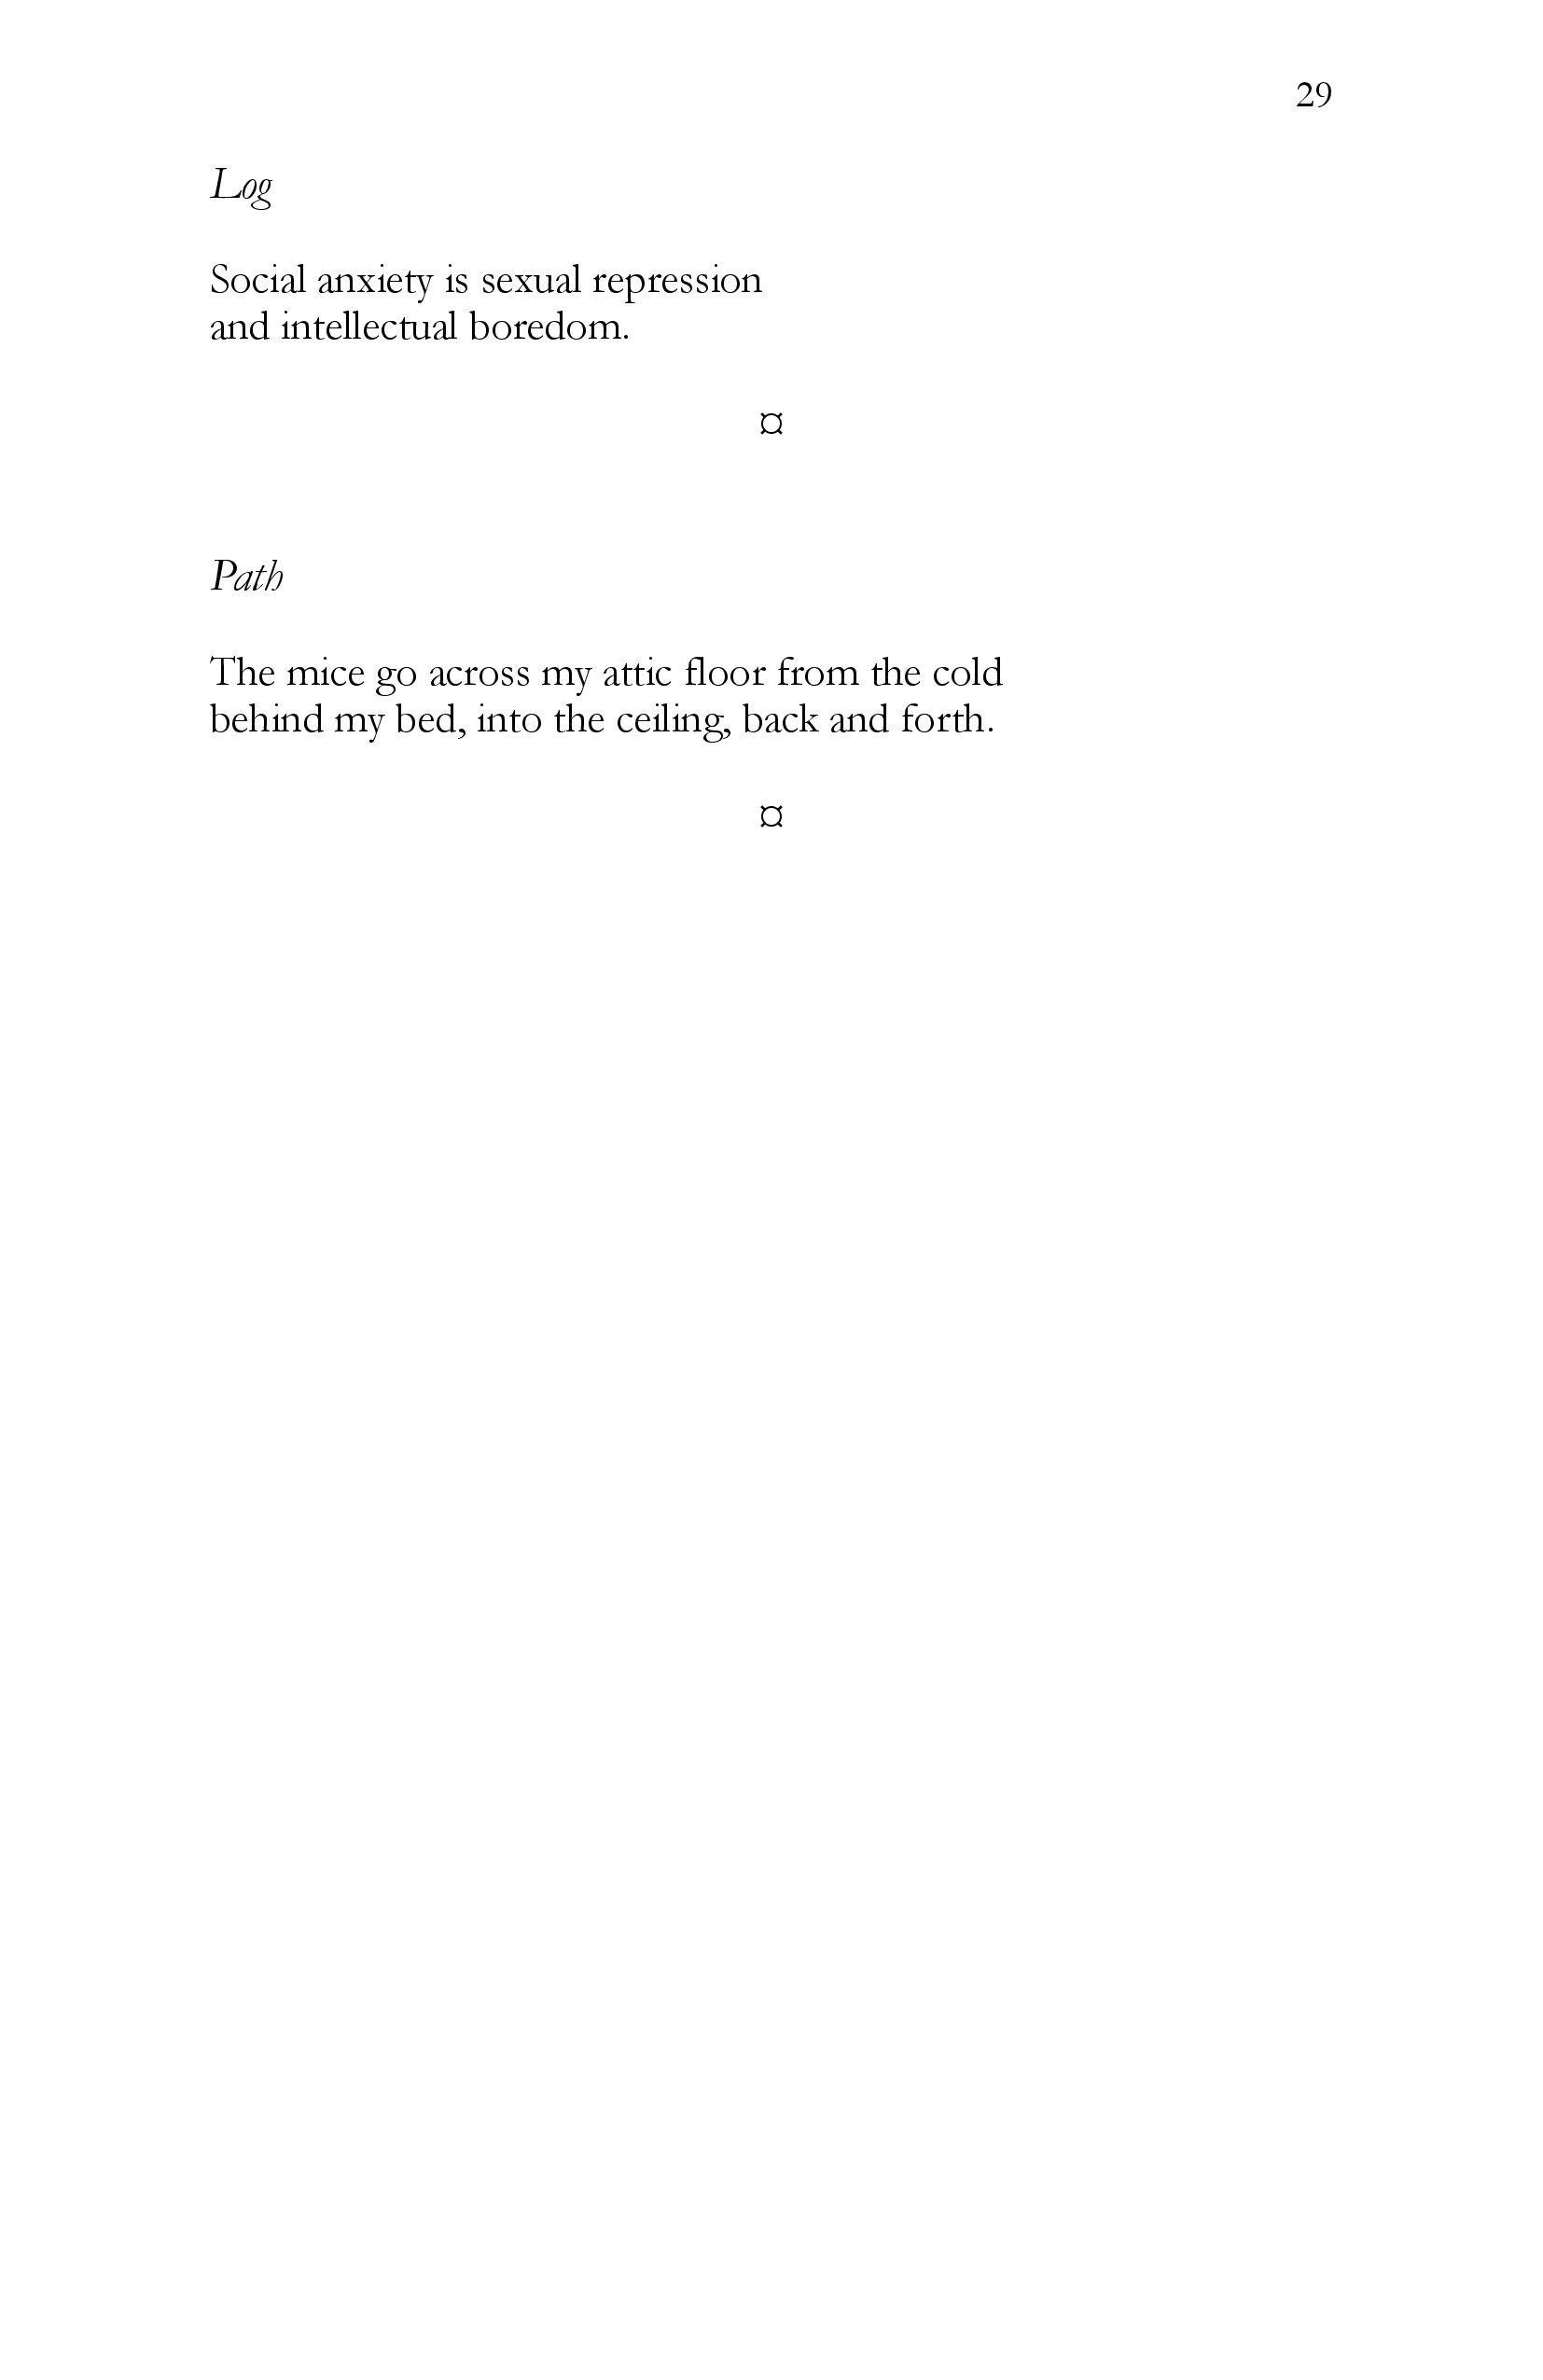 29
Log
Social anxiety is sexual repression
and intellectual boredom.
¤
Path
The mice go across my attic floor from the cold
behind my bed, into the ceiling, back and forth.
¤